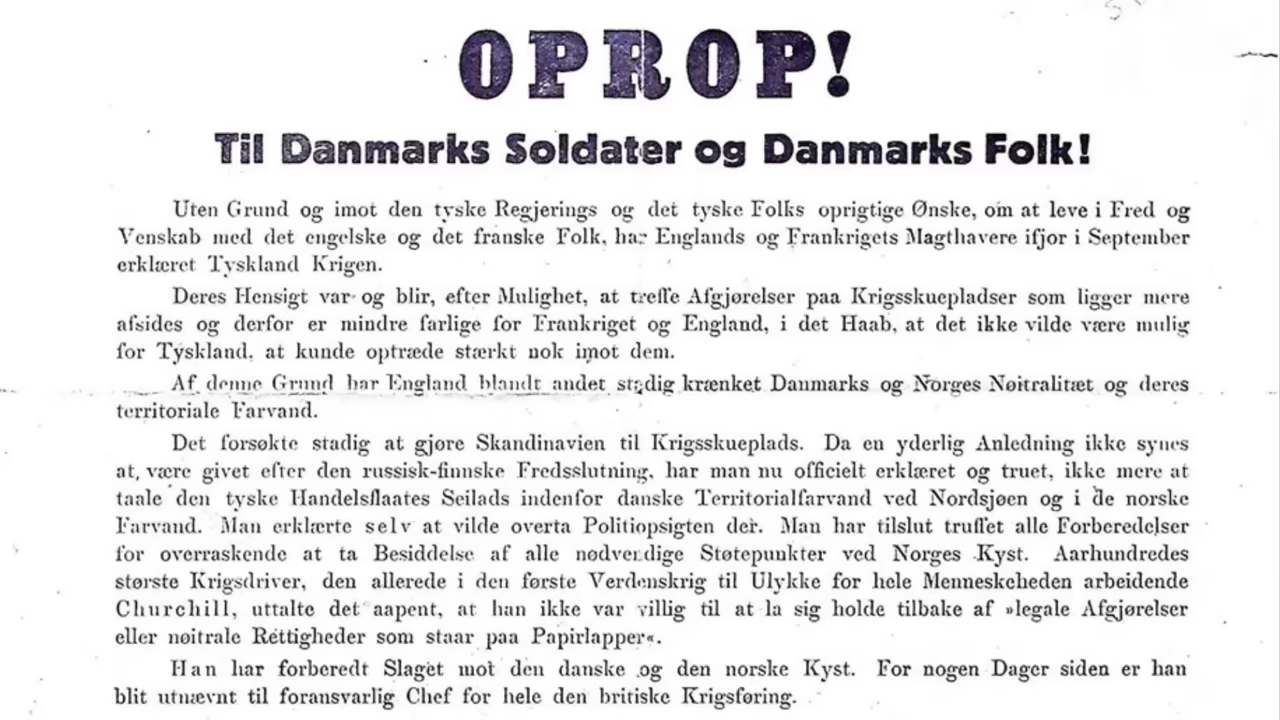 OPROP!
Til Danmarks Soldater og Danmarks Folk!
Uten Grund og imot den tyske Regjerings og det tyske Folks oprigtige Ønske, om at leve i Fred og
Venskab med det engelske og det franske Folk, har Englands og Frankrigets Magthavere ifjor i September
erklæret Tyskland Krigen.
Deres Hensigt var og blir, efter Mulighet, at treffe Afgjørelser paa Krigsskuepladser som ligger mere
afsides og derfor er mindre farlige for Frankriget og England, i det Haab, at det ikke vilde være mulig
for Tyskland, at kunde optræde stærkt nok imot dem.
Af denne Grund har England blandt andet stadig krænket Danmarks og Norges Nøitralitæt og deres
territoriale Farvand.
Det forsøkte stadig at gjøre Skandinavien til Krigsskueplads. Da en yderlig Anledning ikke synes
at være givet efter den russisk-finnske Fredsslutning, har man nu officielt erklæret og truet, ikke mere at
taale den tyske Handelsflaates Seilads indenfor danske Territorialfarvand ved Nordsjøen og i de norske
Farvand. Man erklærte selv at vilde overta Politiopsigten der. Man har tilslut truffet alle Forberedelser
for overraskende at ta Besiddelse af alle nødvendige Støtepunkter ved Norges Kyst. Aarhundredes
største Krigsdriver, den allerede i den første Verdenskrig til Ulykke for hele Menneskeheden arbeidende
Churchill, uttalte det aapent, at han ikke var villig til at la sig holde tilbake af »legale Afgjørelser
eller nøitrale Rettigheder som staar paa Papirlapper«.
Han har forberedt Slaget mot den danske og den norske Kyst. For nogen Dager siden er han
blit utnævnt til foransvarlig Chef for hele den britiske Krigsføring.